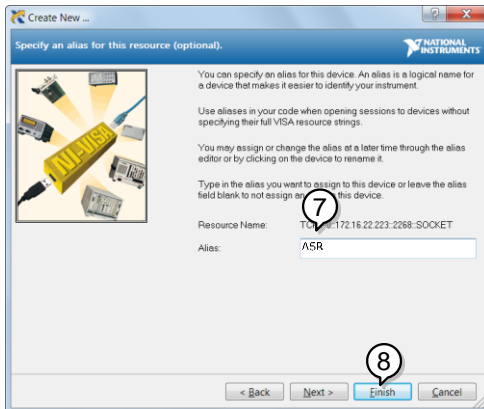 Create New ...
Specify an alias for this resource (optional).
NATIONAL
INSTRUMENTS
You can specify an alias for this device. An alias is a logical name for
a device that makes it easier to identify your instrument.
Use aliases in your code when opening sessions to devices without
specifying their full VISA resource strings.
You may assign or change the alias at a later time through the alias
editor or by clicking on the device to rename it.
Type in the alias you want to assign to this device or leave the alias
field blank to not assign an this device.
7
Resource Name: 172.16.22.223::2268::SOCKET
Alias: ASR
NI-VISA
8
< Back Next > Finish Cancel